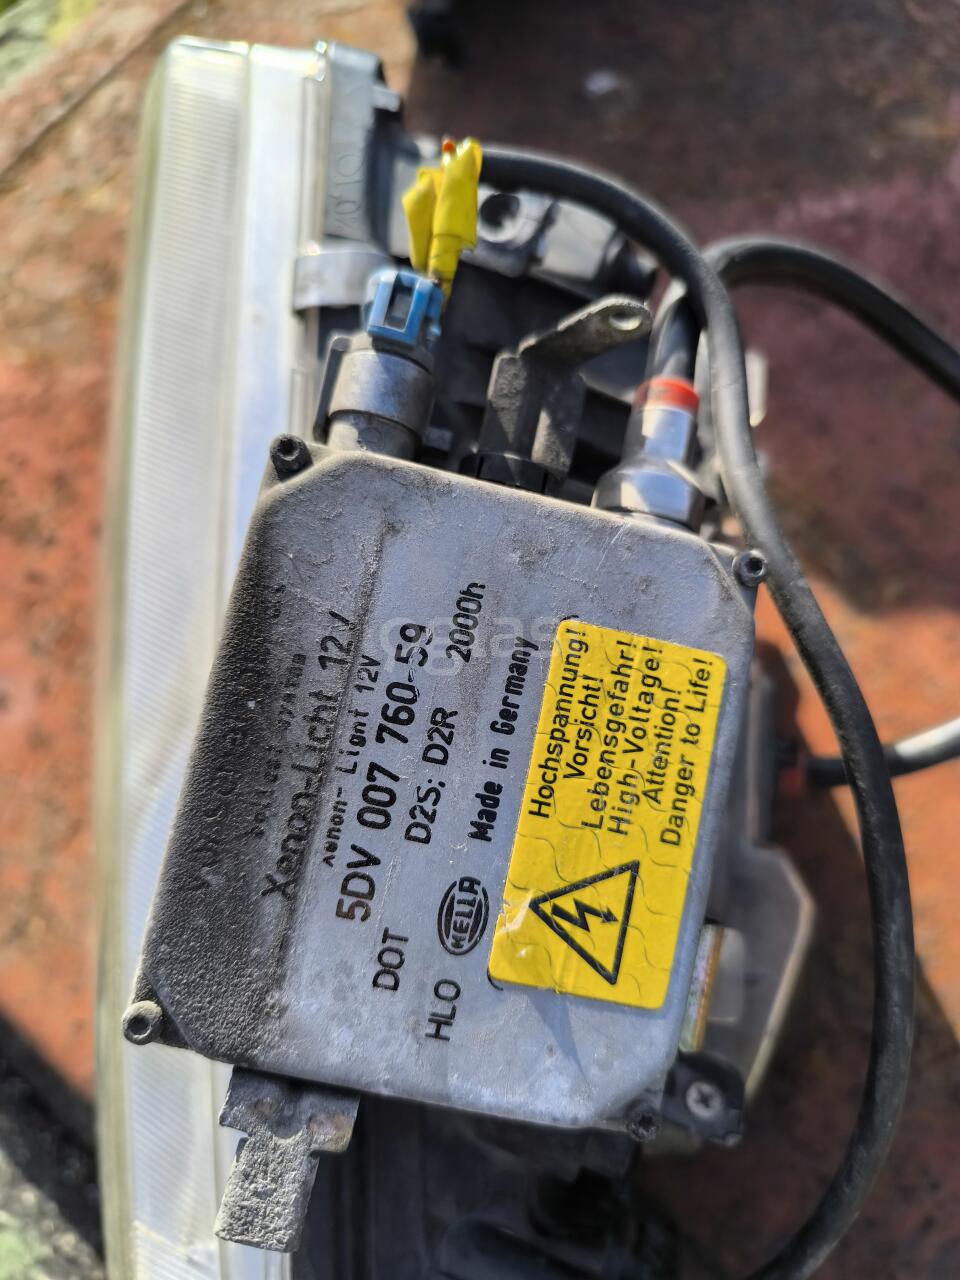 Xenon-Licht 12V
Xenon-Light 12V
5DV 007 760-59
D2S; D2R 2000h
DOT
Made in Germany
HELLA
HLO
Hochspannung!
Vorsicht!
Lebensgefahr!
High-Voltage!
Attention!
Danger to Life!